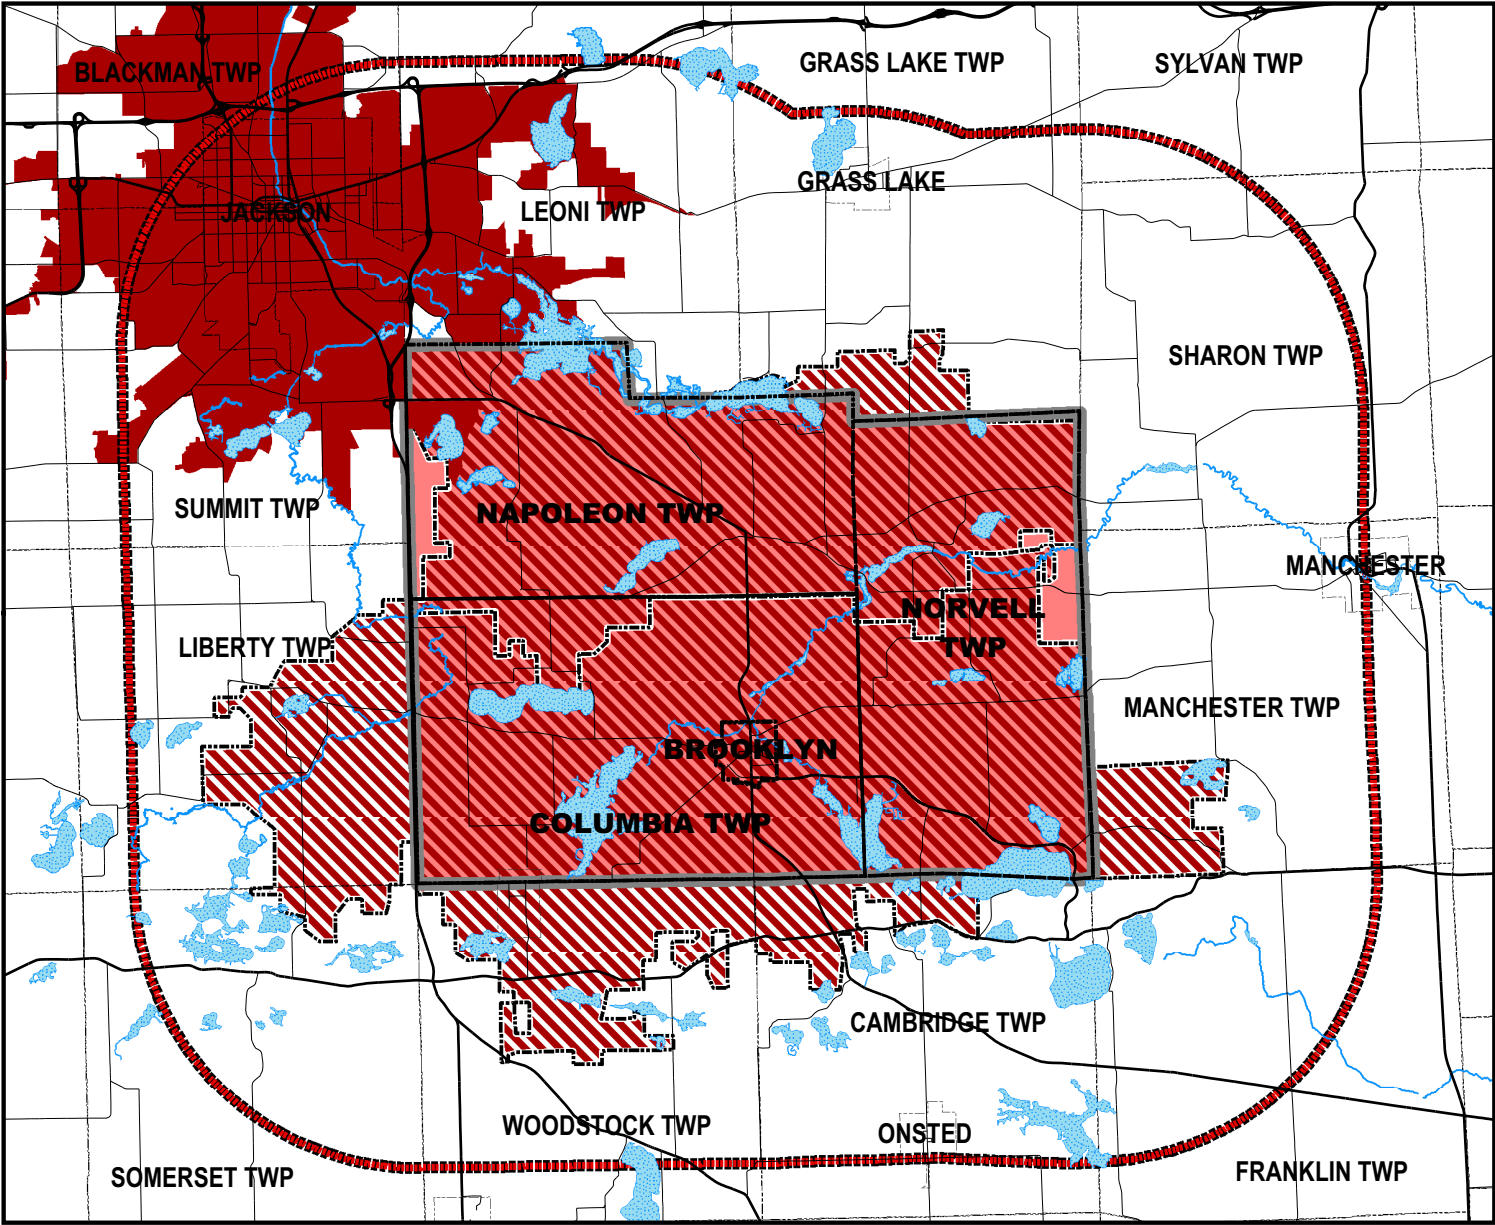 GRASS LAKE TWP
SYLVAN TWP
BLACKMAN TWP
GRASS LAKE
JACKSON
LEONI TWP
SHARON TWP
SUMMIT TWP
NAPOLEON TWP
MANCHESTER
NORVELL
TWP
LIBERTY TWP
MANCHESTER TWP
BROOKLYN
COLUMBIA TWP
CAMBRIDGE TWP
WOODSTOCK TWP
ONSTED
SOMERSET TWP
FRANKLIN TWP